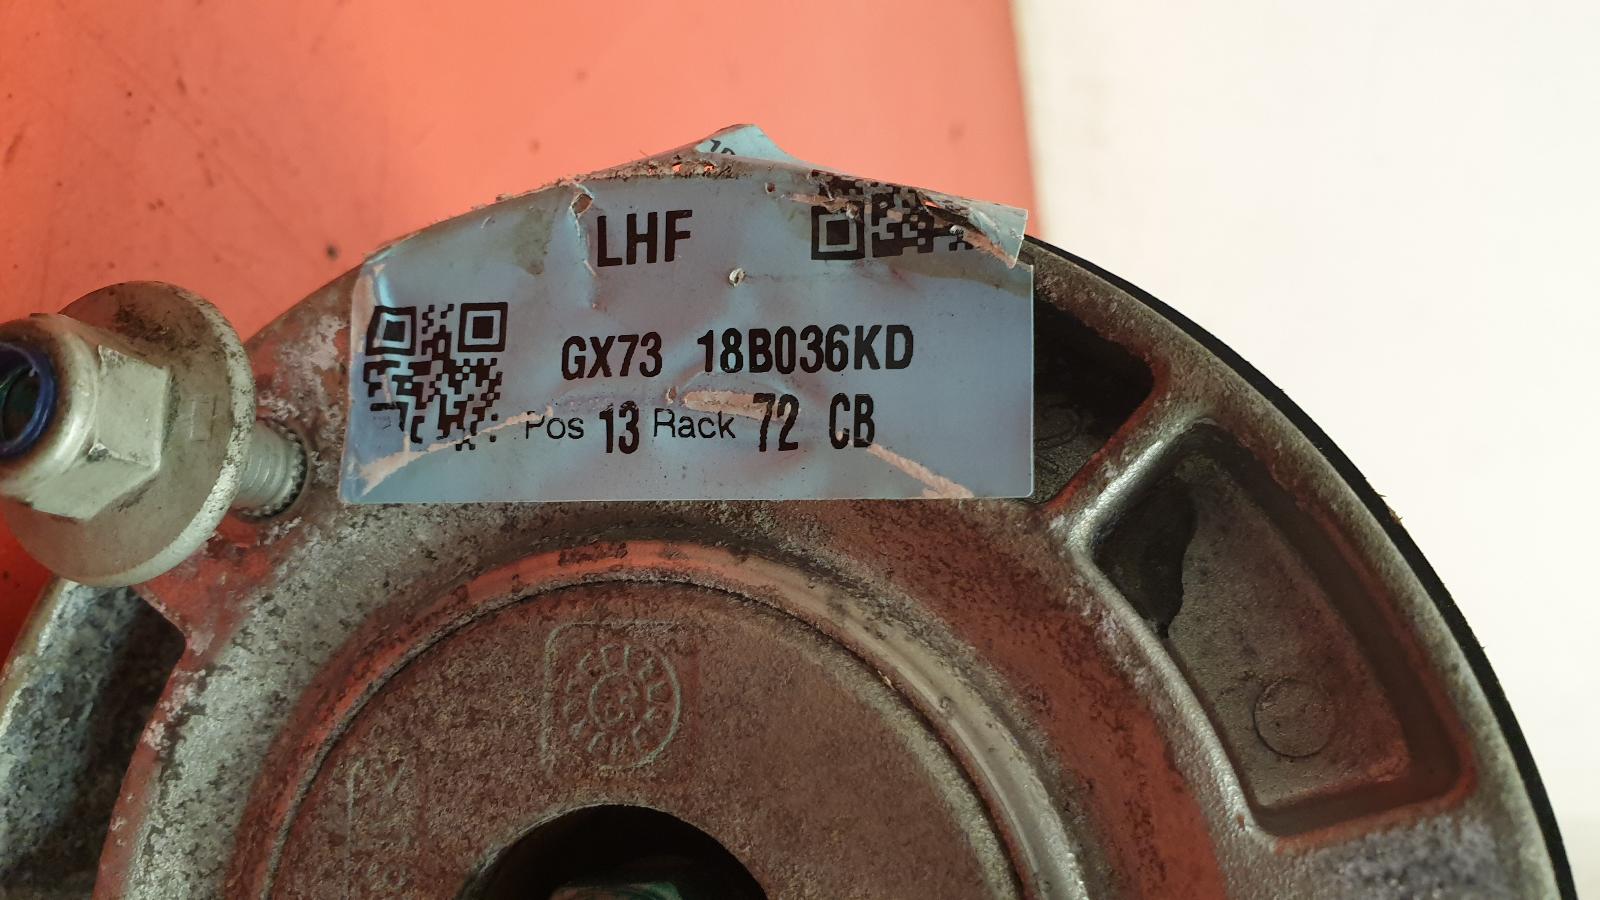 LHF
GX73 18B036KD
Pos 13 Rack 72 CB